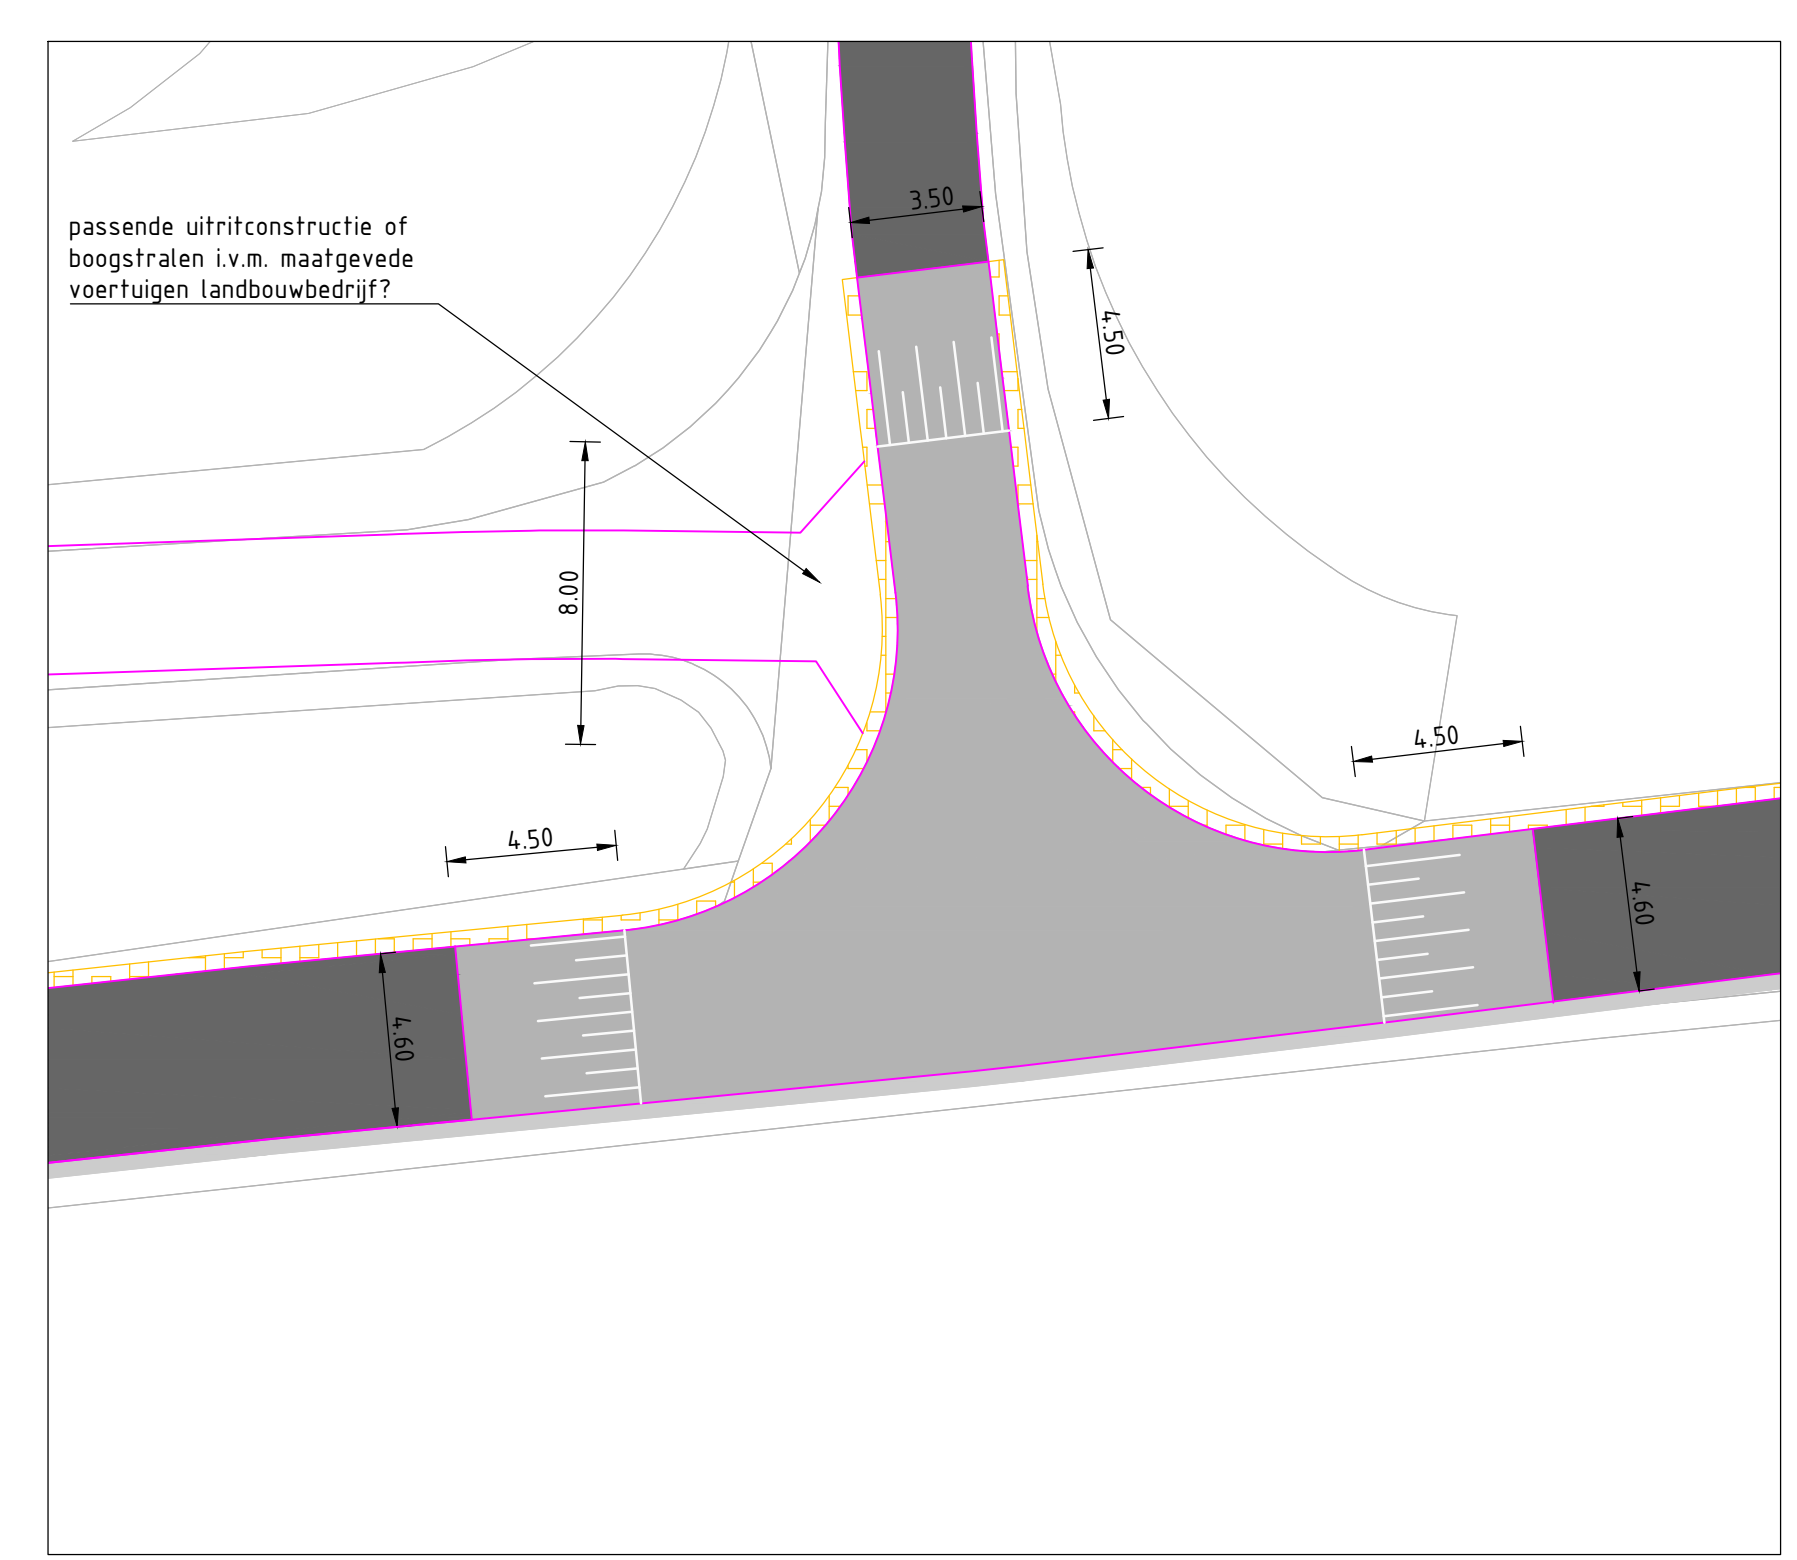 3.50
passende uitritconstructie of
boogstralen i.v.m. maatgevede
voertuigen landbouwbedrijf?
4.50
8.00
4.50
4.50
4.60
4.60